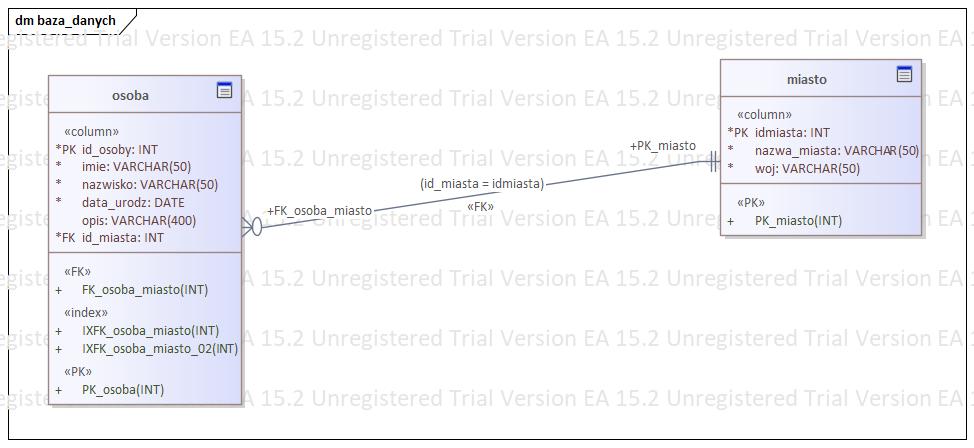 dm baza_danych
Unregistered Trial Version EA 15.2 Unregistered Trial Version EA 15.2 Unregistered Trial Version
osoba
«column»
*PK id_osoby: INT
* imie: VARCHAR(50)
* nazwisko: VARCHAR(50)
* data_urodz: DATE
opis: VARCHAR(400)
*FK id_miasta: INT
«FK»
+ FK_osoba_miasto(INT)
«index»
+ IXFK_osoba_miasto(INT)
+ IXFK_osoba_miasto_02(INT)
«PK»
+ PK_osoba(INT)
+FK_osoba_miasto
(id_miasta = idmiasta)
«FK»
+PK_miasto
miasto
«column»
*PK idmiasta: INT
* nazwa_miasta: VARCHAR(50)
* woj: VARCHAR(50)
«PK»
+ PK_miasto(INT)